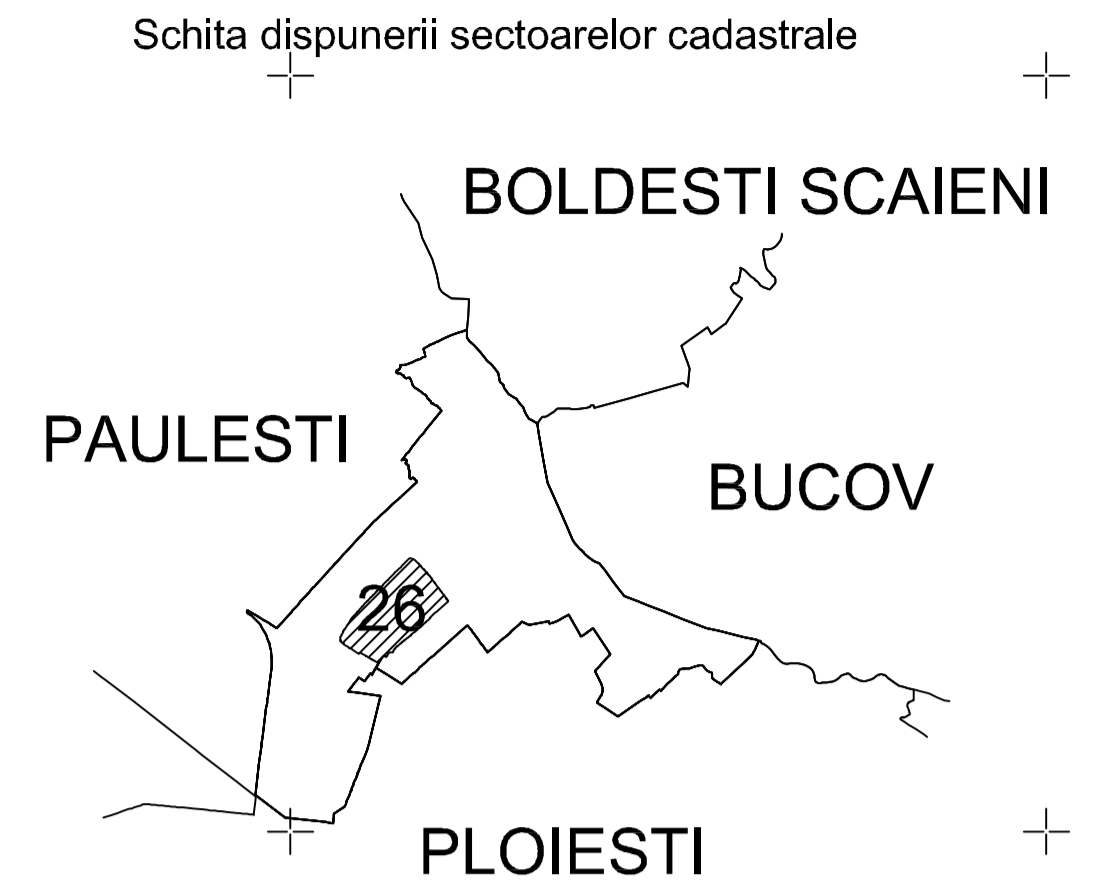 Schita dispunerii sectoarelor cadastrale
BOLDESTI SCAIENI
PAULESTI
BUCOV
26
PLOIESTI